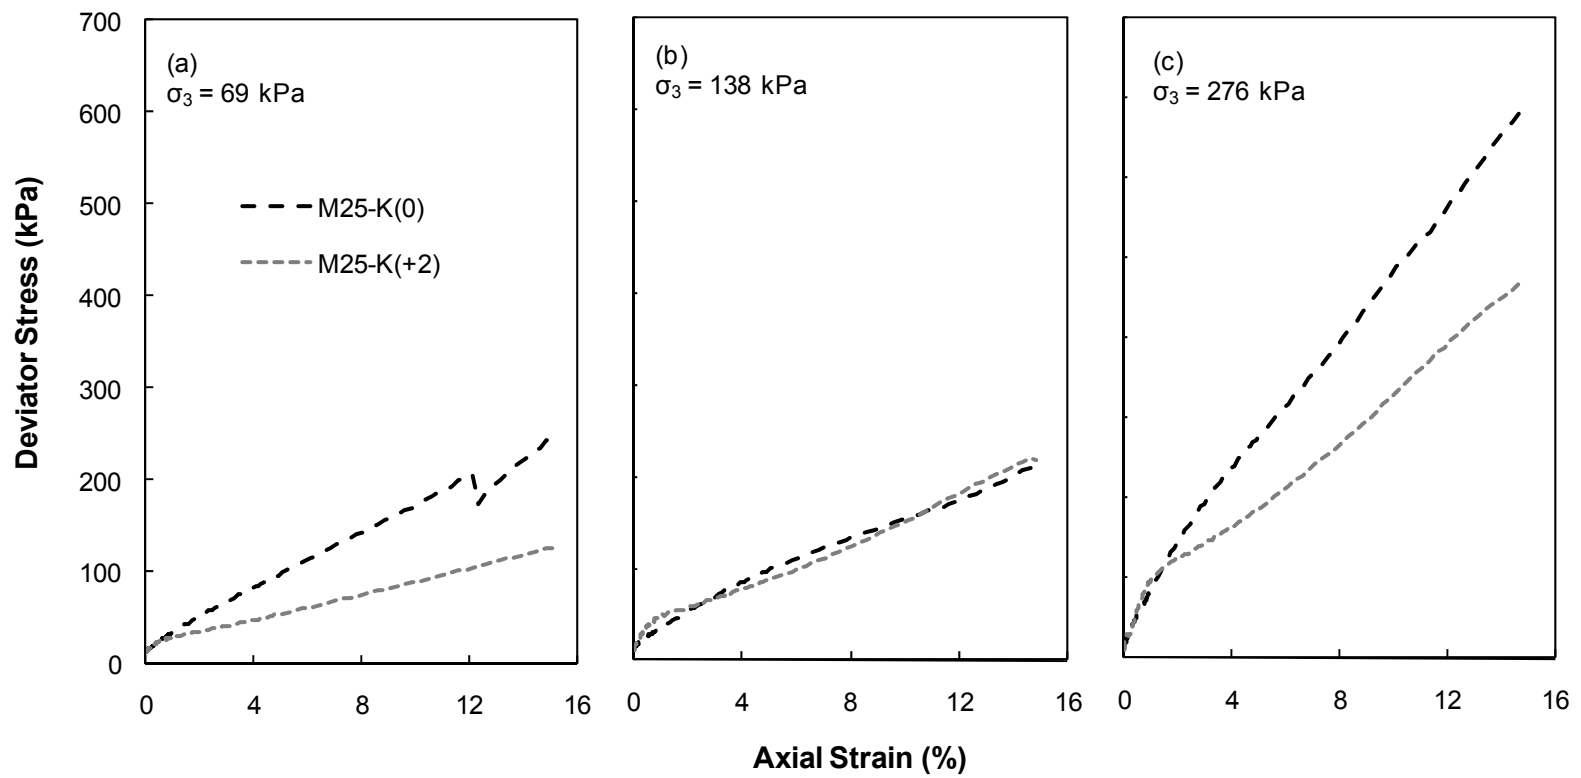 700
600
500
400
300
200
100
0
Deviator Stress (kPa)
(a)
σ₃ = 69 kPa
M25-K(0)
M25-K(+2)
0 4 8 12 16
(b)
σ₃ = 138 kPa
0 4 8 12 16
(c)
σ₃ = 276 kPa
0 4 8 12 16
Axial Strain (%)